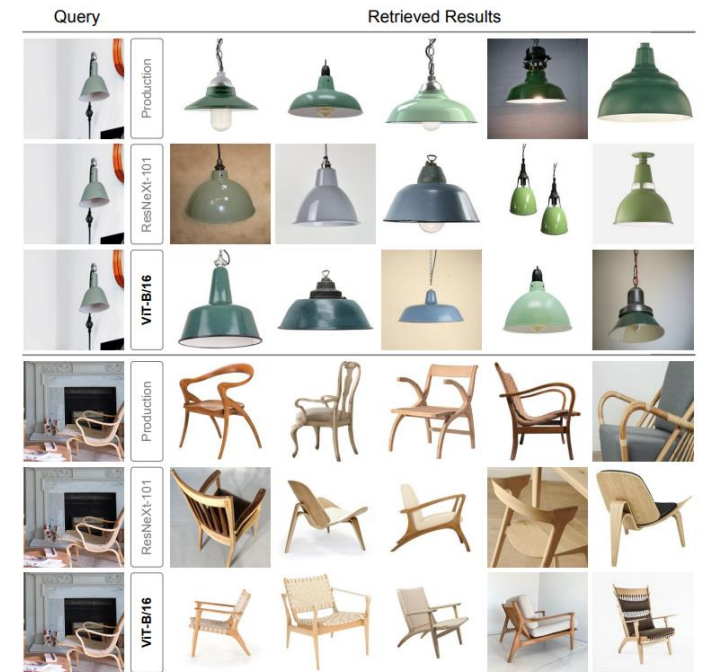 Query
Retrieved Results
Production
ResNeXt-101
ViT-B/16
Production
ResNeXt-101
ViT-B/16